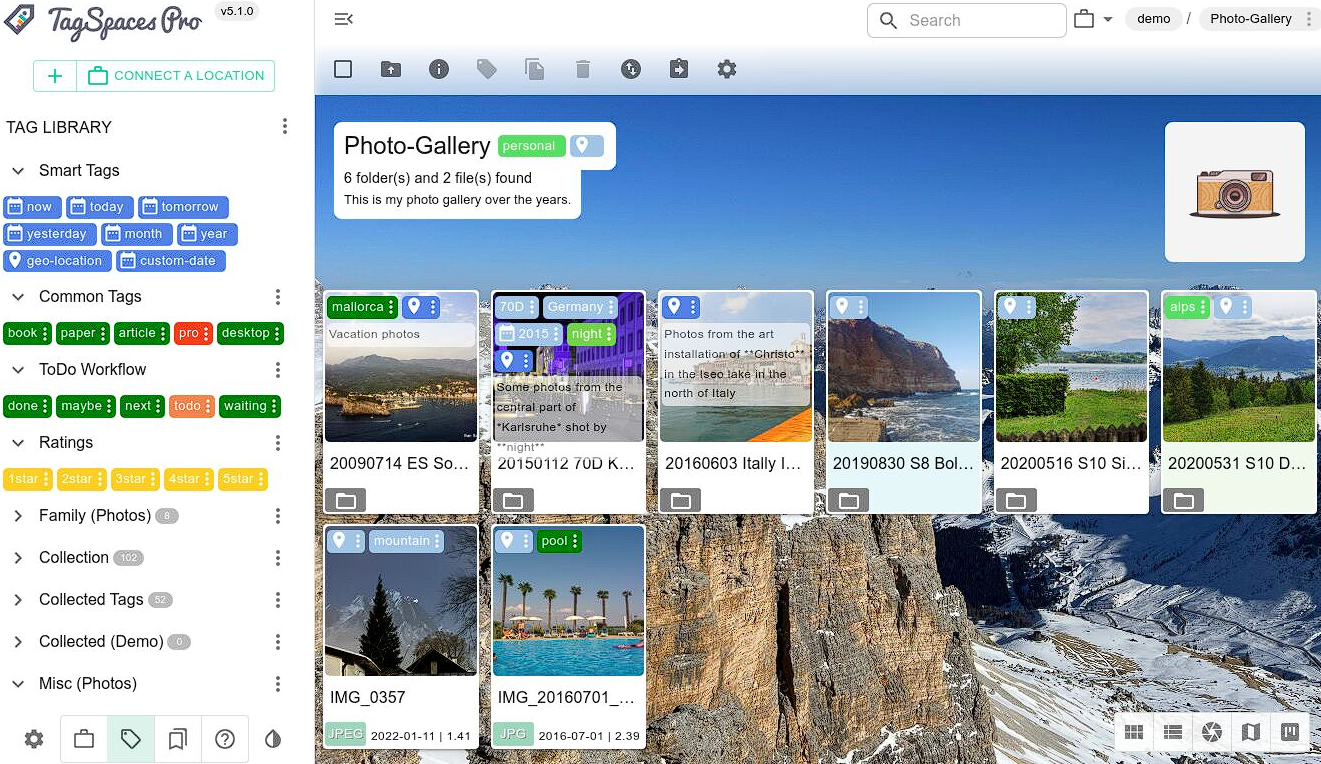 TagSpaces Pro
v5.1.0
CONNECT A LOCATION
TAG LIBRARY
Smart Tags
now today tomorrow
yesterday month year
geo-location custom-date
Common Tags
book paper article pro desktop
ToDo Workflow
done maybe next todo waiting
Ratings
1star 2star 3star 4star 5star
Family (Photos) 8
Collection 102
Collected Tags 52
Collected (Demo) 0
Misc (Photos)
Search
demo / Photo-Gallery
Photo-Gallery personal
6 folder(s) and 2 file(s) found
This is my photo gallery over the years.
mallorca
Vacation photos
20090714 ES So...
70D Germany
2015 night
Some photos from the
central part of
*Karlsruhe* shot by
**night**
20150112 70D K...
Photos from the art
installation of **Christo**
in the Iseo lake in the
north of Italy
20160603 Itally I...
20190830 S8 Bol...
20200516 S10 Si...
alps
20200531 S10 D...
mountain
IMG_0357
JPEG 2022-01-11 | 1.41
pool
IMG_20160701_...
JPG 2016-07-01 | 2.39